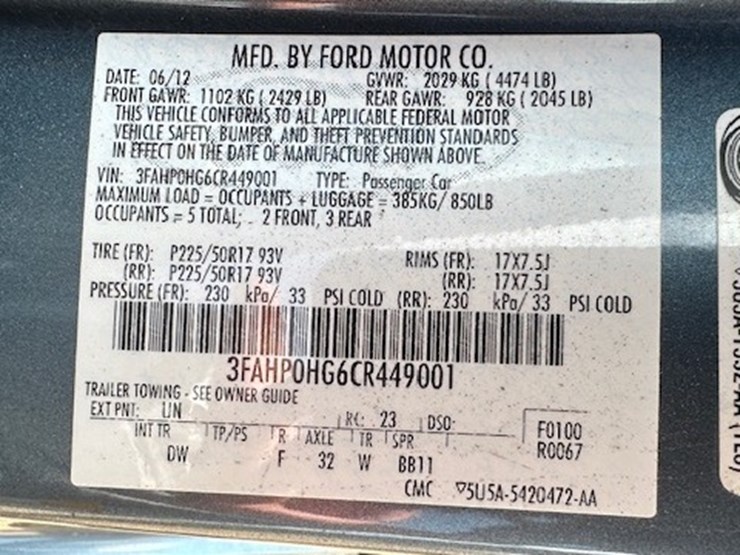 MFD. BY FORD MOTOR CO.
DATE: 06/12 GVWR: 2029 KG ( 4474 LB)
FRONT GAWR: 1102 KG ( 2429 LB) REAR GAWR: 928 KG ( 2045 LB)
THIS VEHICLE CONFORMS TO ALL APPLICABLE FEDERAL MOTOR
VEHICLE SAFETY, BUMPER, AND THEFT PREVENTION STANDARDS
IN EFFECT ON THE DATE OF MANUFACTURE SHOWN ABOVE.
VIN: 3FAHP0HG6CR449001 TYPE: Passenger Car
MAXIMUM LOAD = OCCUPANTS + LUGGAGE = 385KG/ 850LB
OCCUPANTS = 5 TOTAL; 2 FRONT, 3 REAR
TIRE (FR): P225/50R17 93V RIMS (FR): 17X7.5J
(RR): P225/50R17 93V (RR): 17X7.5J
PRESSURE (FR): 230 kPa/ 33 PSI COLD (RR): 230 kPa/ 33 PSI COLD
3FAHP0HG6CR449001
TRAILER TOWING - SEE OWNER GUIDE
EXT PNT: UN RC: 23 DSO: F0100
INT TR TP/PS R AXLE TR SPR R0067
DW F 32 W BB11
CMC 5U5A-5420472-AA